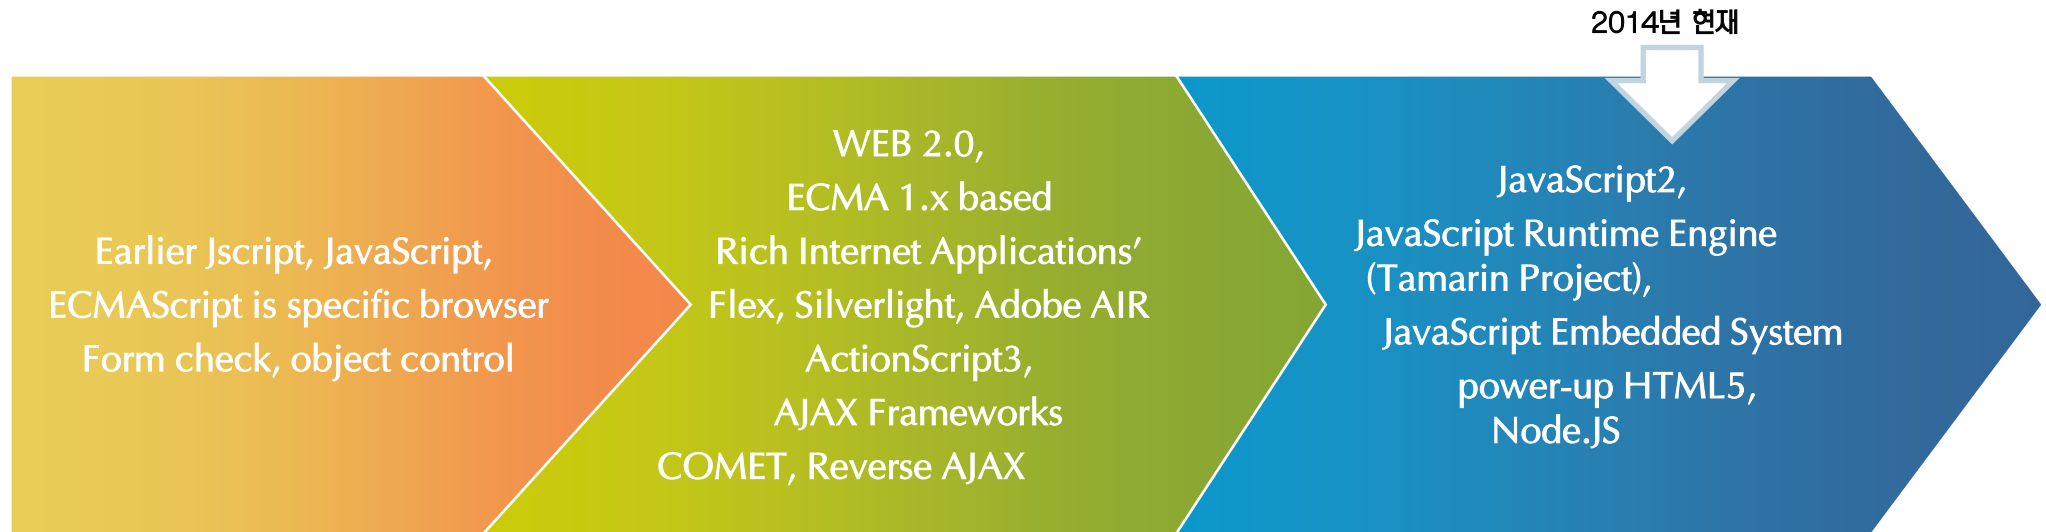 2014년 현재
Earlier Jscript, JavaScript,
ECMAScript is specific browser
Form check, object control
WEB 2.0,
ECMA 1.x based
Rich Internet Applications’
Flex, Silverlight, Adobe AIR
ActionScript3,
AJAX Frameworks
COMET, Reverse AJAX
JavaScript2,
JavaScript Runtime Engine
(Tamarin Project),
JavaScript Embedded System
power-up HTML5,
Node.JS